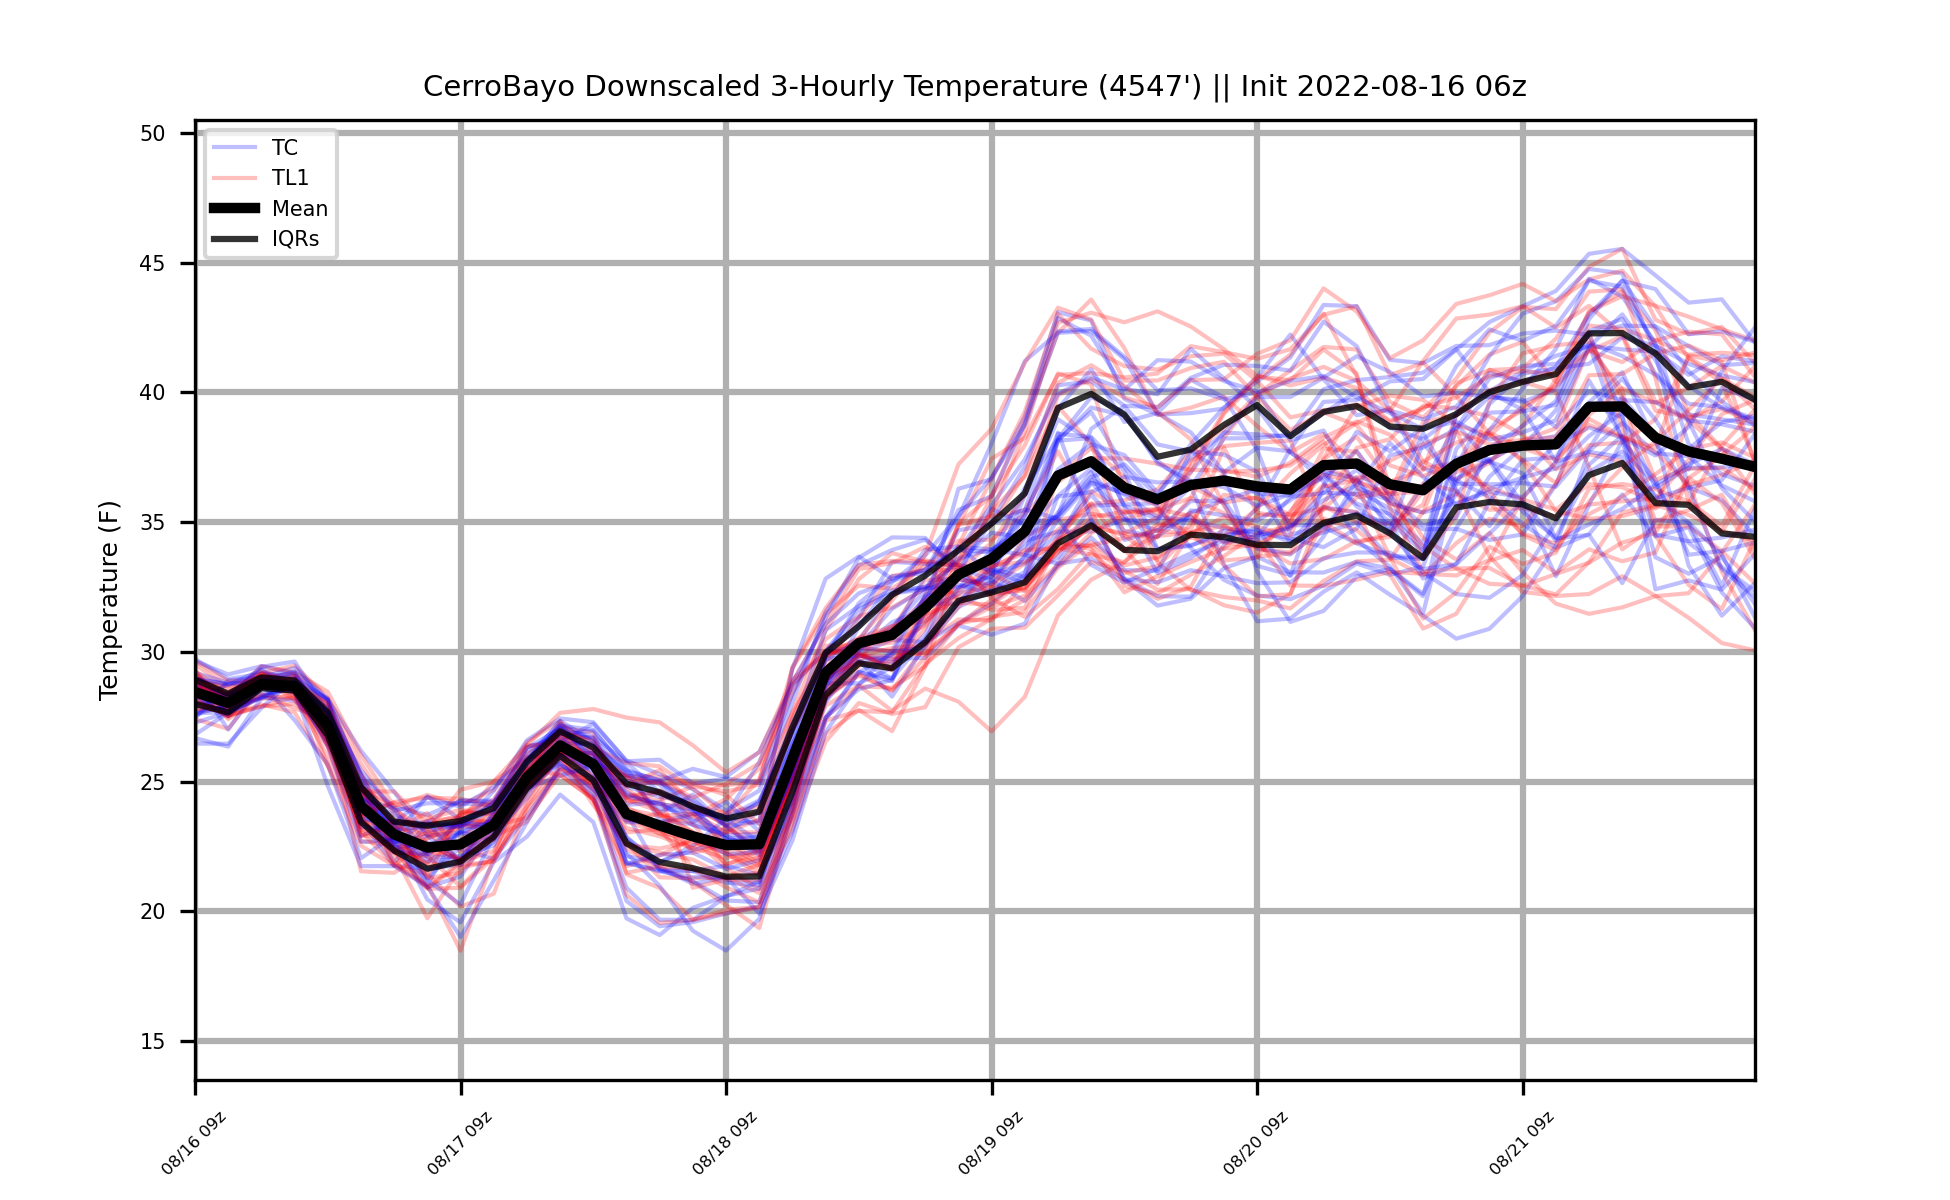 CerroBayo Downscaled 3-Hourly Temperature (4547') || Init 2022-08-16 06z
TC
TL1
Mean
IQRs
Temperature (F)
50
45
40
35
30
25
20
15
08/16 09z
08/17 09z
08/18 09z
08/19 09z
08/20 09z
08/21 09z